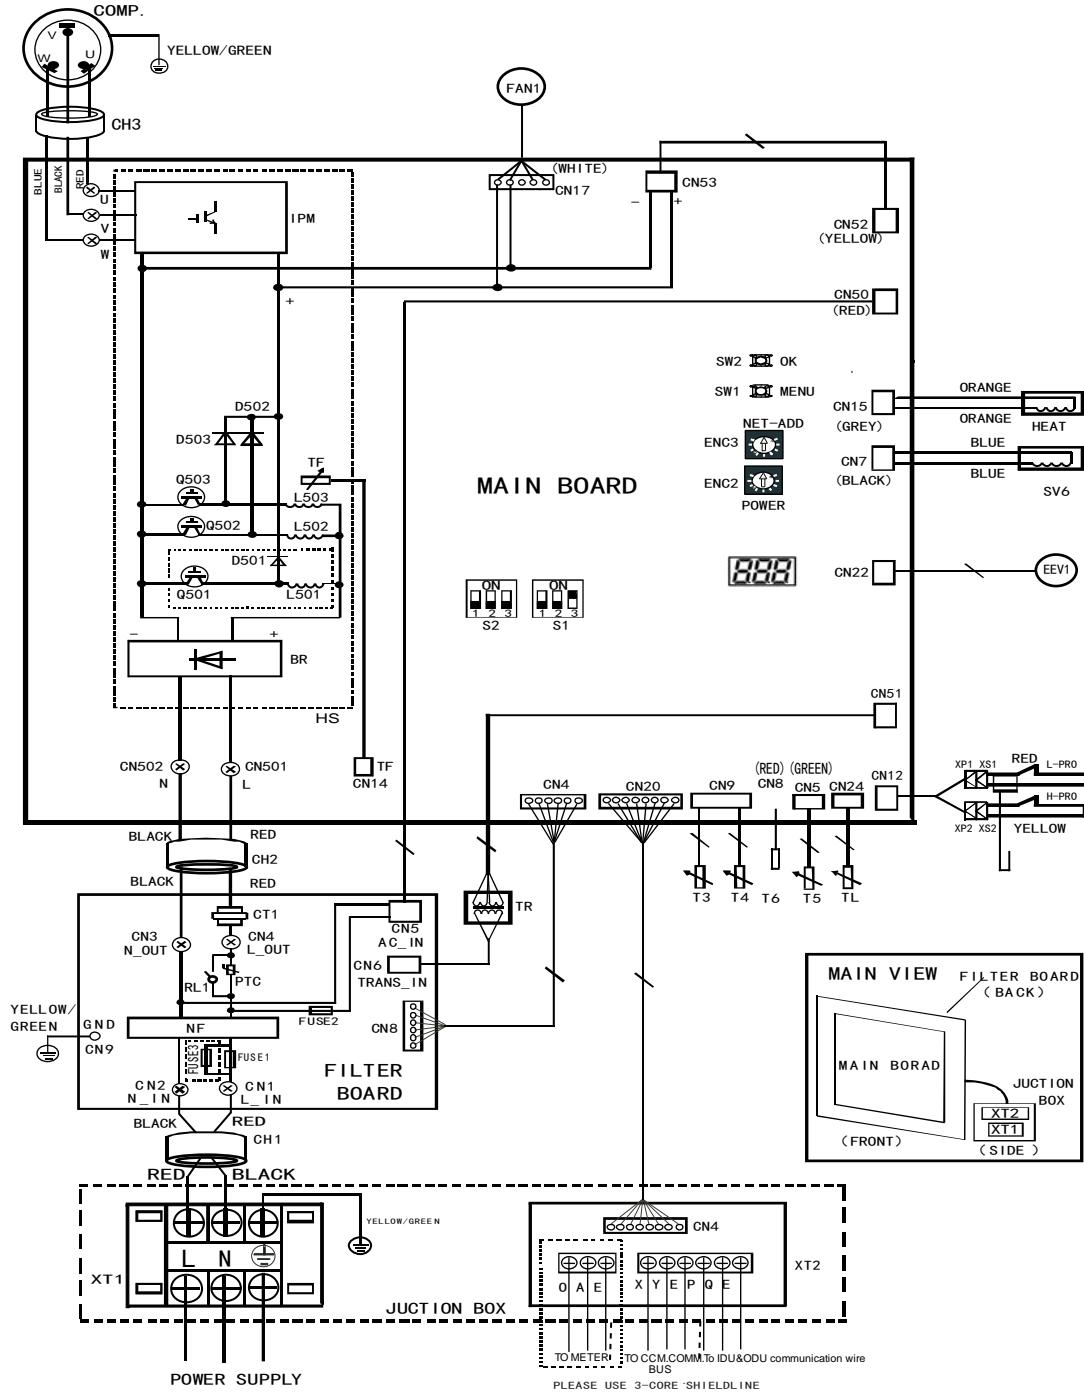 COMP.
V
W U
YELLOW/GREEN
CH3
FAN1
BLUE
BLACK
RED
U
V
W
IPM
(WHITE)
CN17
CN53
- +
CN52
(YELLOW)
+
CN50
(RED)
SW2 OK
SW1 MENU
NET-ADD
ENC3
ENC2
POWER
CN15
(GREY)
ORANGE
ORANGE
HEAT
CN7
(BLACK)
BLUE
BLUE
SV6
D502
D503
TF
Q503
L503
Q502
L502
D501
Q501
L501
MAIN BOARD
888
CN22
EEV1
ON
1 2 3
S2
ON
1 2 3
S1
- +
BR
HS
CN51
CN502
N
CN501
L
TF
CN14
CN4
CN20
CN9
(RED)
CN8
(GREEN)
CN5
CN24
CN12
XP1 XS1
RED
L-PRO
H-PRO
XP2 XS2
YELLOW
BLACK
RED
CH2
BLACK
RED
T3
T4
T6
T5
TL
CT1
CN3
N_OUT
CN4
L_OUT
CN5
AC_IN
TR
RL1
PTC
CN6
TRANS_IN
FUSE2
YELLOW/
GREEN
GND
CN9
NF
CN8
FUSE3
FUSE1
FILTER
BOARD
CN2
N_IN
CN1
L_IN
BLACK
RED
CH1
RED
BLACK
MAIN VIEW
FILTER BOARD
(BACK)
MAIN BORAD
JUCTION
BOX
XT2
XT1
(FRONT)
(SIDE)
YELLOW/GREEN
XT1
L N
JUCTION BOX
POWER SUPPLY
CN4
XT2
O A E
X Y E P Q E
TO METER
TO CCM.COMM.
BUS
To IDU&ODU communication wire
PLEASE USE 3-CORE SHIELDLINE